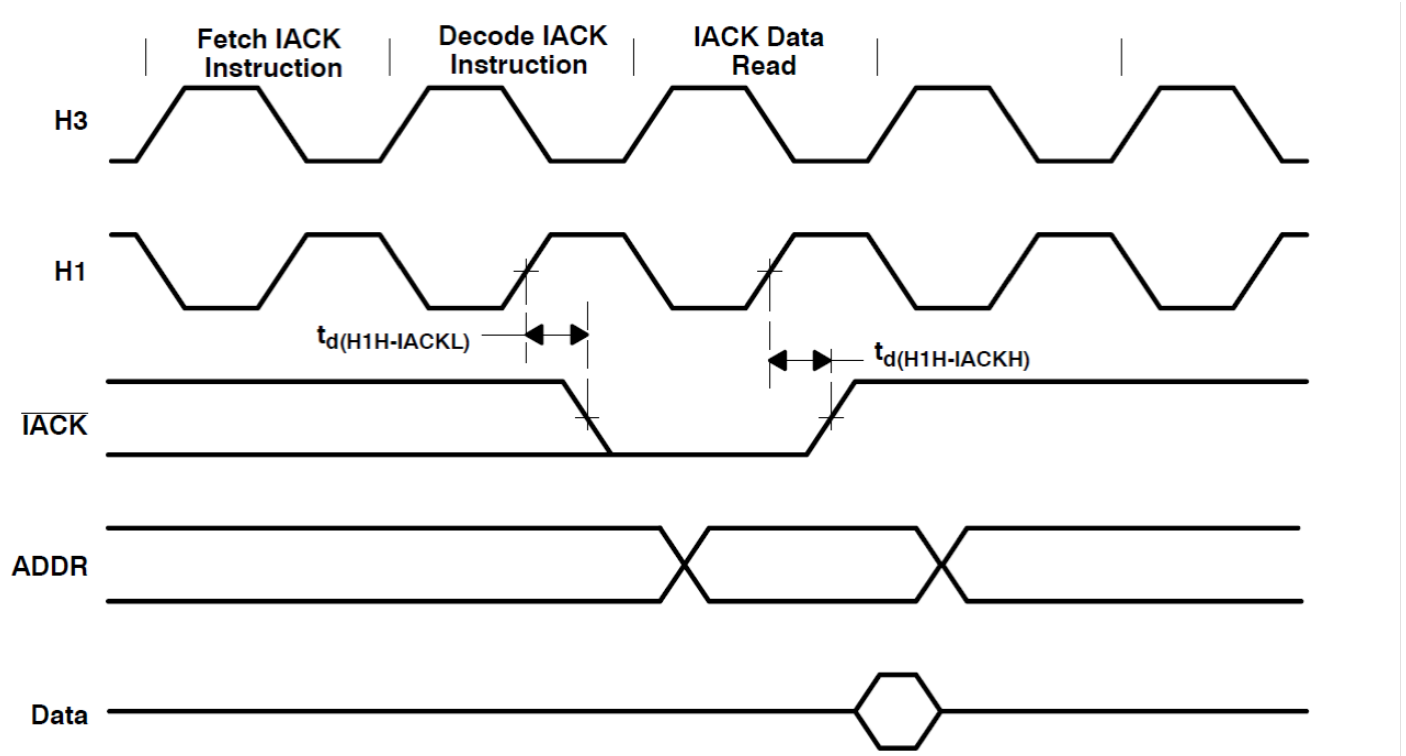 Fetch IACK
Instruction
Decode IACK
Instruction
IACK Data
Read
H3
H1
td(H1H-IACKL)
td(H1H-IACKH)
IACK
ADDR
Data